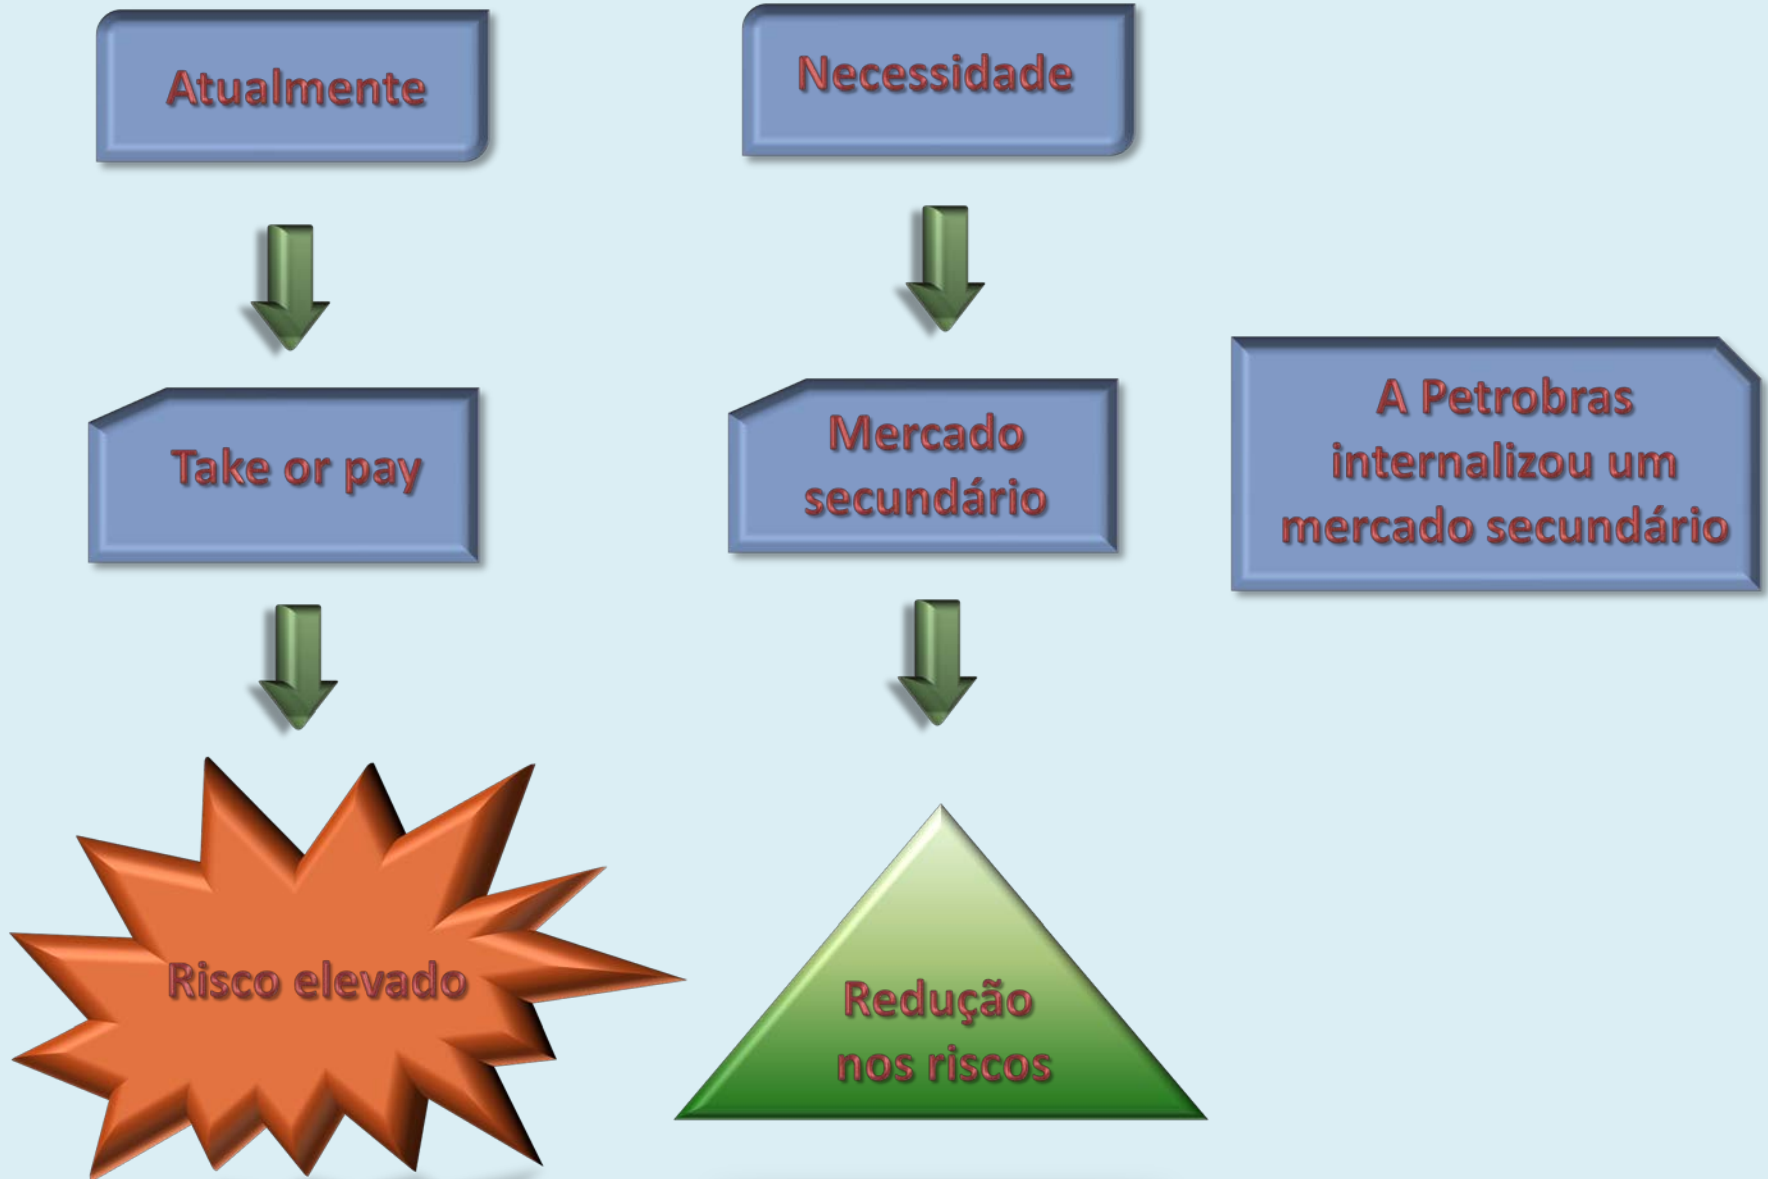 Atualmente
Necessidade
Take or pay
Mercado
secundário
A Petrobras
internalizou um
mercado secundário
Risco elevado
Redução
nos riscos